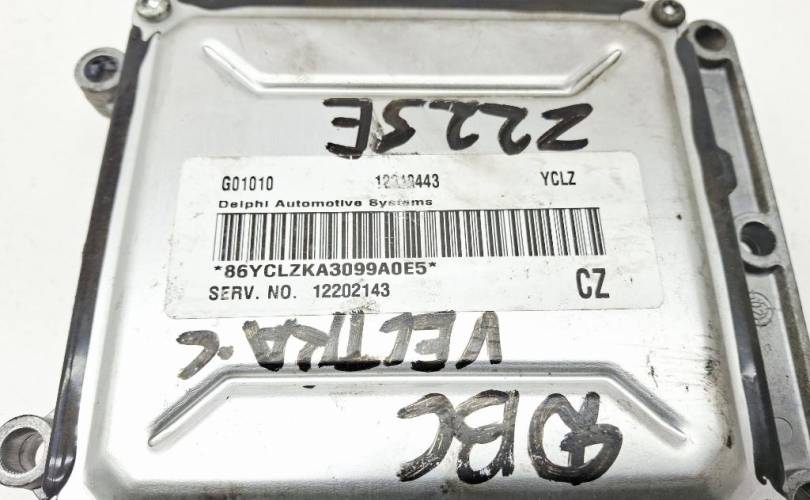 Z22SE
G01010 YCLZ
Delphi Automotive Systems
*86YCLZKA3099A0E5*
SERV. NO. 12202143 CZ
VECTRA-C